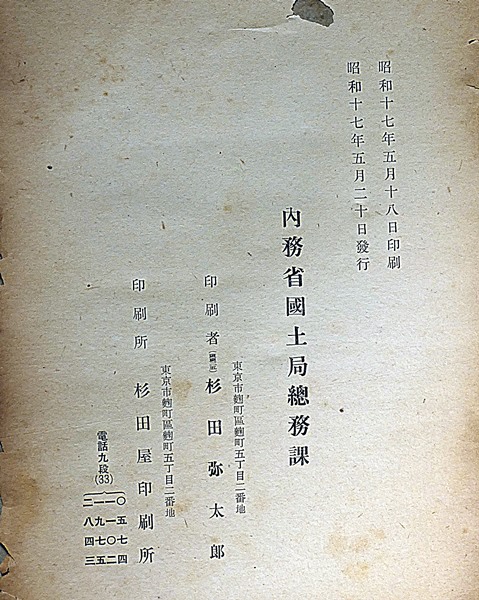 昭和十七年五月十八日印刷
昭和十七年五月二十日發行
內務省國土局總務課
東京市麴町區麴町五丁目二番地
印刷者 杉田弥太郎
東京市麴町區麴町五丁目二番地
印刷所 杉田屋印刷所
電話九段(33)
〇五七四
一一〇二
一九七五
二八四三